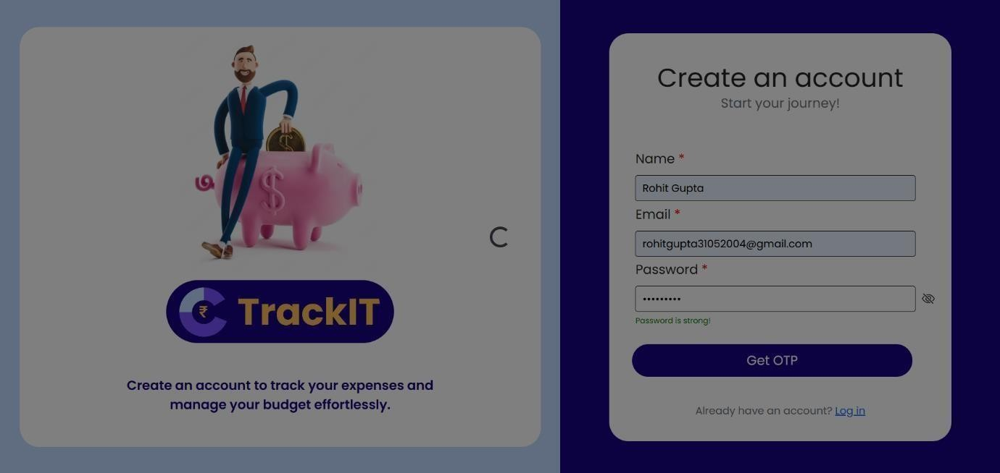 TrackIT
Create an account to track your expenses and
manage your budget effortlessly.
Create an account
Start your journey!
Name *
Rohit Gupta
Email *
rohitgupta31052004@gmail.com
Password *
•••••••••
Password is strong!
Get OTP
Already have an account? Log in